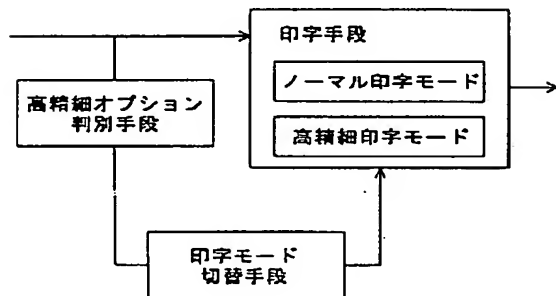 印字手段
ノーマル印字モード
高精細印字モード
高精細オプション
判別手段
印字モード
切替手段